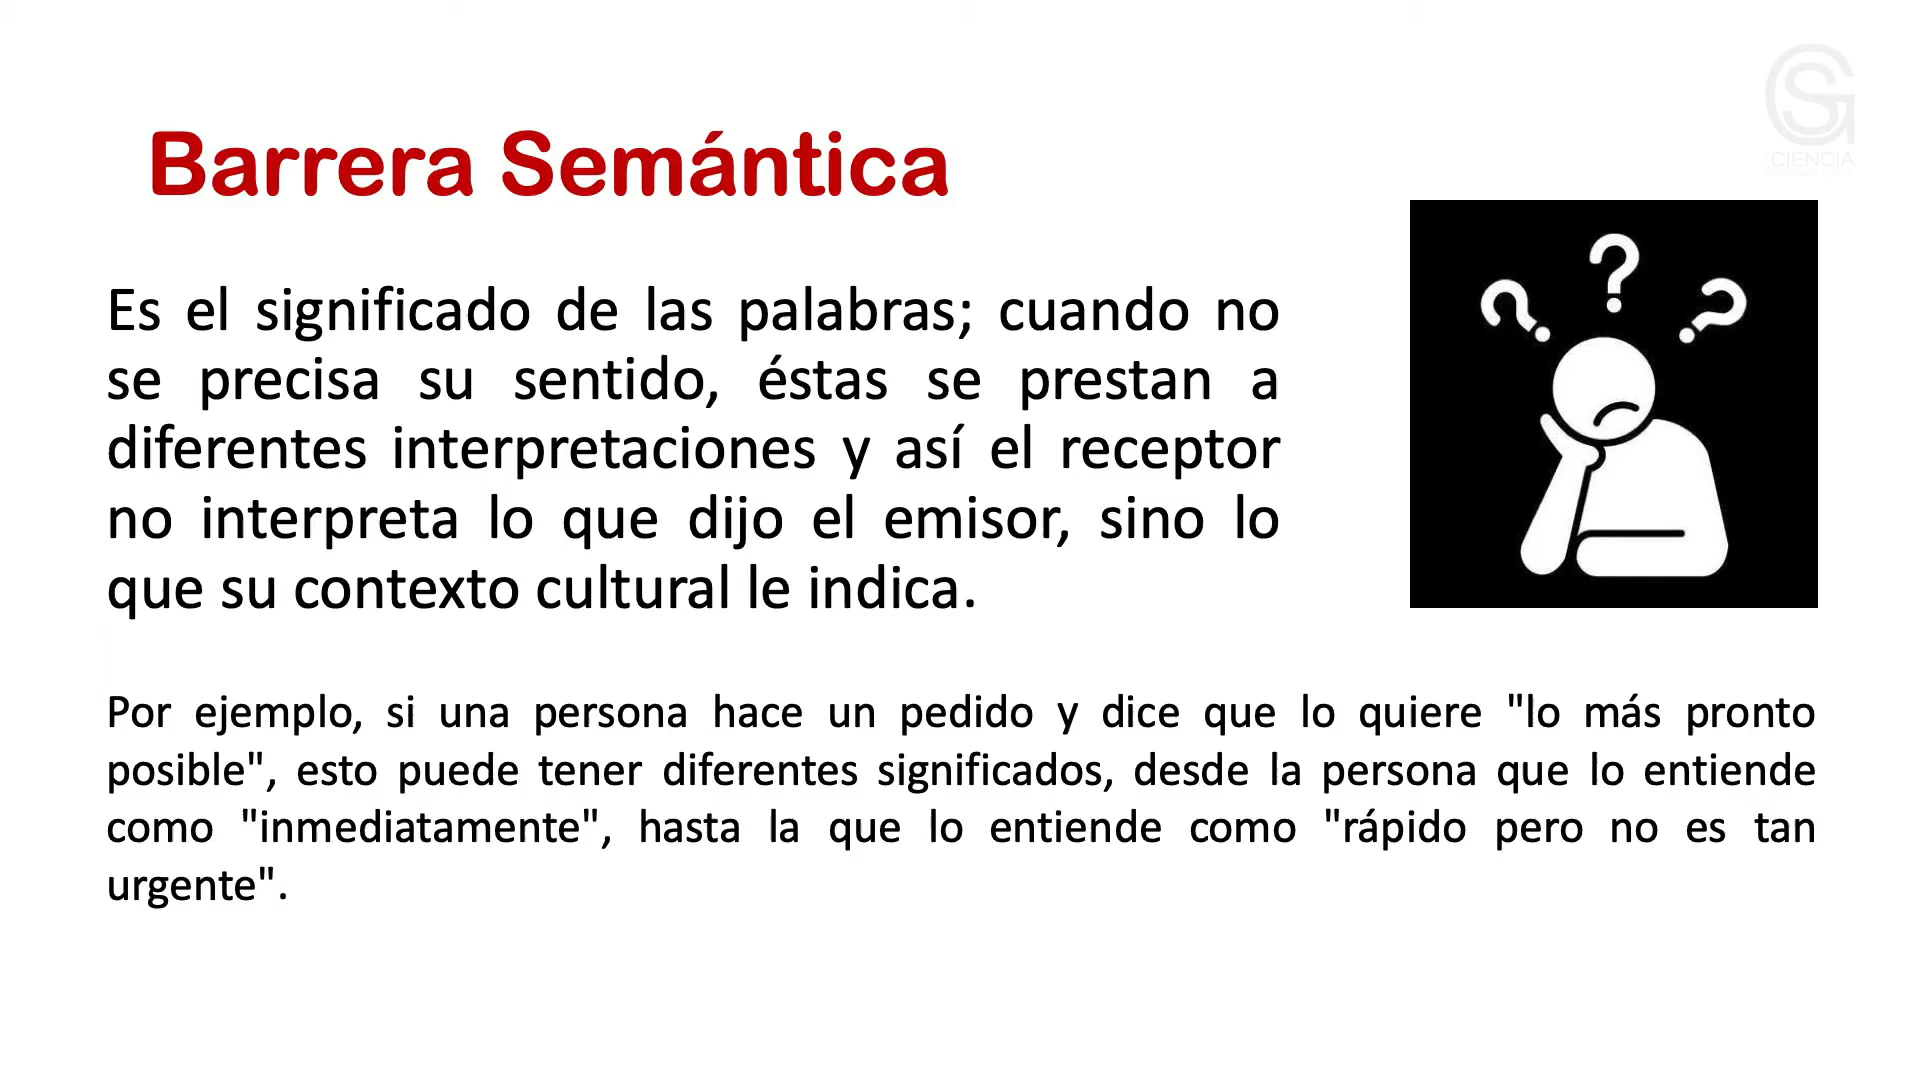 CIENCIA
Barrera Semántica
Es el significado de las palabras; cuando no
se precisa su sentido, éstas se prestan a
diferentes interpretaciones y así el receptor
no interpreta lo que dijo el emisor, sino lo
que su contexto cultural le indica.
? ? ?
Por ejemplo, si una persona hace un pedido y dice que lo quiere "lo más pronto
posible", esto puede tener diferentes significados, desde la persona que lo entiende
como "inmediatamente", hasta la que lo entiende como "rápido pero no es tan
urgente".